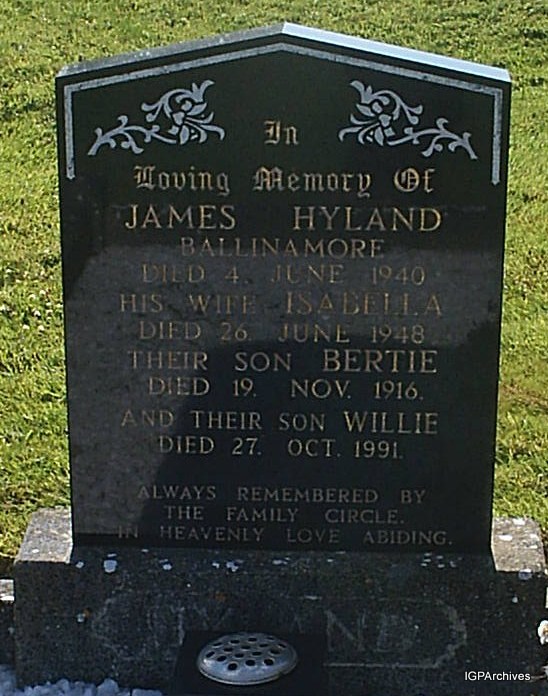 In
Loving Memory Of
JAMES HYLAND
BALLINAMORE
DIED 4. JUNE 1940
HIS WIFE ISABELLA
DIED 26. JUNE 1948
THEIR SON BERTIE
DIED 19. NOV. 1916.
AND THEIR SON WILLIE
DIED 27. OCT. 1991.
ALWAYS REMEMBERED BY
THE FAMILY CIRCLE.
IN HEAVENLY LOVE ABIDING.
HYLAND
IGPArchives